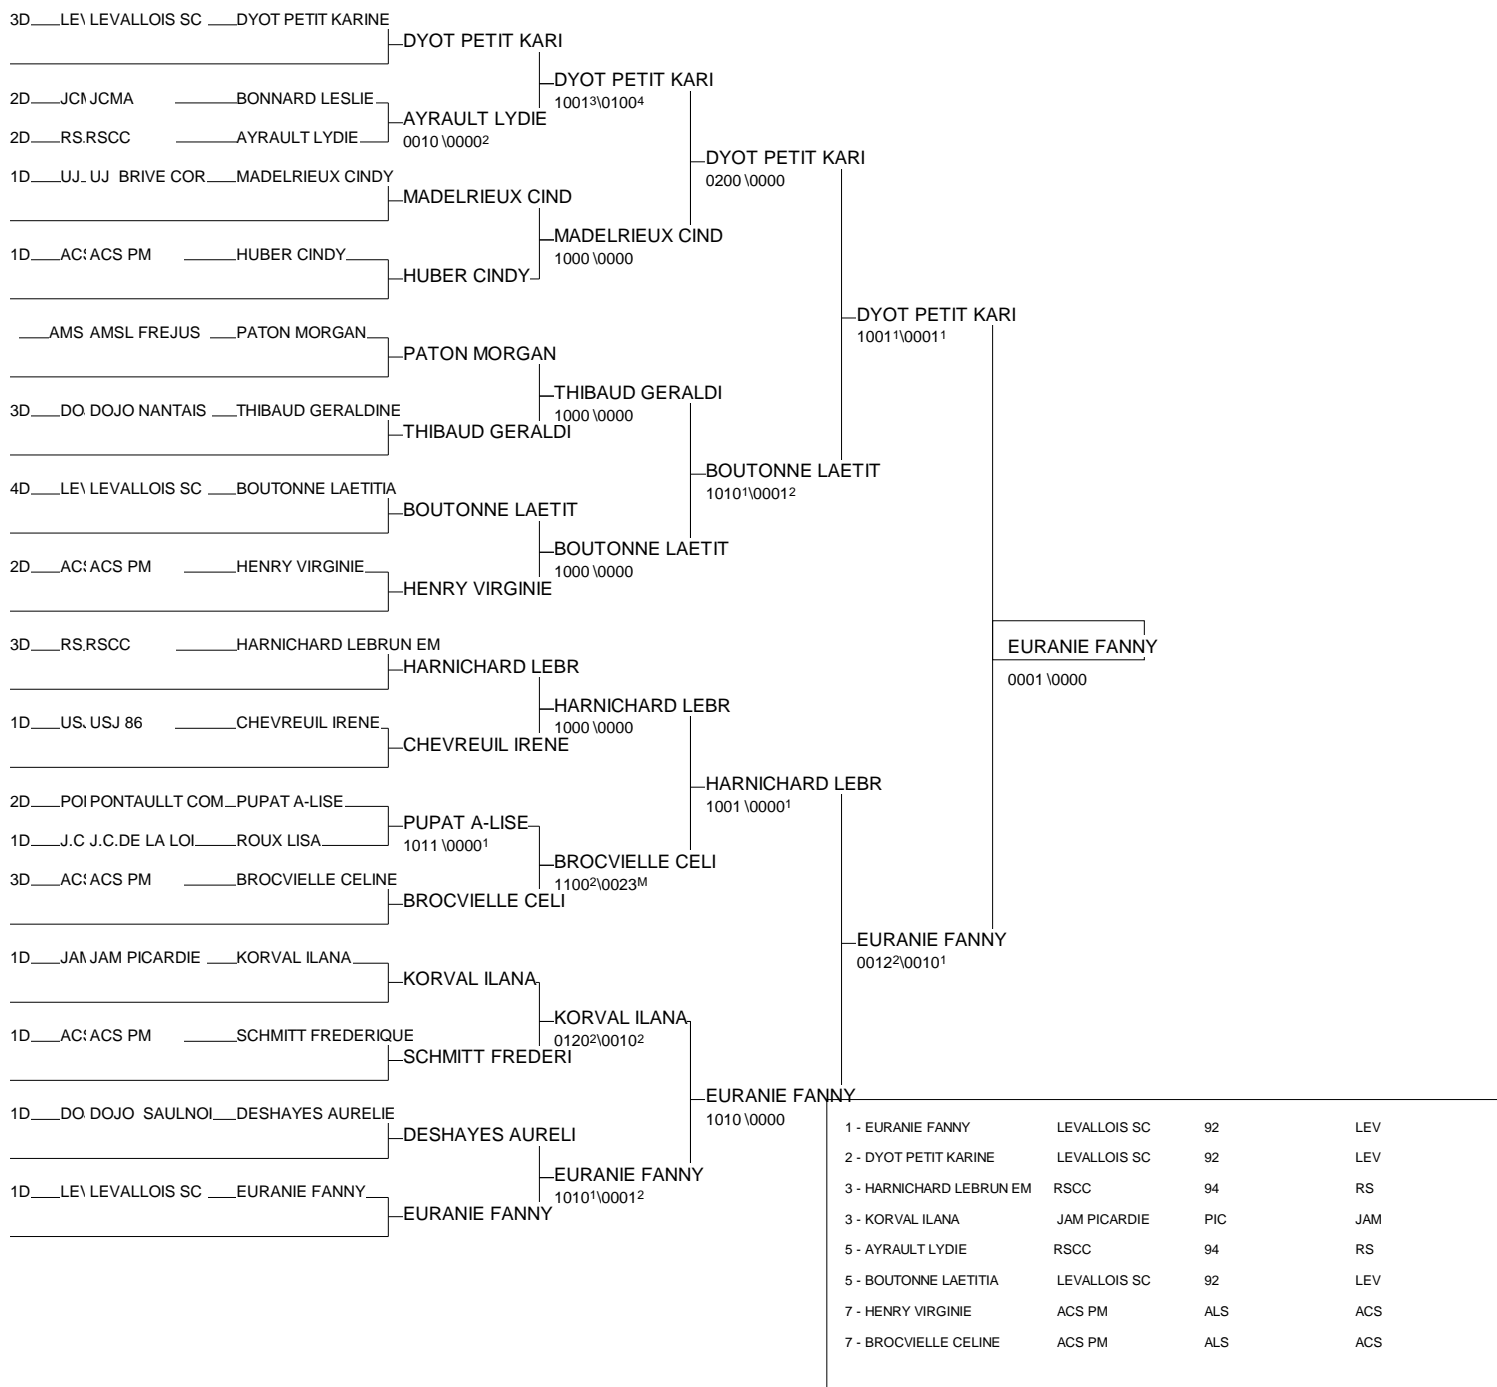 3D LEV LEVALLOIS SC DYOT PETIT KARINE
DYOT PETIT KARI
DYOT PETIT KARI
10013\01004
2D JCM JCMA BONNARD LESLIE
AYRAULT LYDIE
0010 \00002
2D RS RSCC AYRAULT LYDIE
DYOT PETIT KARI
0200 \0000
1D UJ UJ BRIVE COR MADELRIEUX CINDY
MADELRIEUX CIND
MADELRIEUX CIND
1000 \0000
1D ACS ACS PM HUBER CINDY
HUBER CINDY
DYOT PETIT KARI
10011\00011
AMS AMSL FREJUS PATON MORGAN
PATON MORGAN
THIBAUD GERALDI
1000 \0000
3D DO DOJO NANTAIS THIBAUD GERALDINE
THIBAUD GERALDI
BOUTONNE LAETIT
10101\00012
4D LEV LEVALLOIS SC BOUTONNE LAETITIA
BOUTONNE LAETIT
BOUTONNE LAETIT
1000 \0000
2D ACS ACS PM HENRY VIRGINIE
HENRY VIRGINIE
EURANIE FANNY
0001 \0000
3D RS RSCC HARNICHARD LEBRUN EM
HARNICHARD LEBR
HARNICHARD LEBR
1000 \0000
1D US USJ 86 CHEVREUIL IRENE
CHEVREUIL IRENE
HARNICHARD LEBR
1001 \00001
2D POI PONTAULLT COM PUPAT A-LISE
PUPAT A-LISE
1011 \00001
1D J.C J.C.DE LA LOI ROUX LISA
BROCVIELLE CELI
11002\0023M
3D ACS ACS PM BROCVIELLE CELINE
BROCVIELLE CELI
EURANIE FANNY
00122\00101
1D JAM JAM PICARDIE KORVAL ILANA
KORVAL ILANA
KORVAL ILANA
01202\00102
1D ACS ACS PM SCHMITT FREDERIQUE
SCHMITT FREDERI
EURANIE FANNY
1010 \0000
1D DO DOJO SAULNOI DESHAYES AURELIE
DESHAYES AURELI
EURANIE FANNY
10101\00012
1D LEV LEVALLOIS SC EURANIE FANNY
EURANIE FANNY
1 - EURANIE FANNY LEVALLOIS SC 92 LEV
2 - DYOT PETIT KARINE LEVALLOIS SC 92 LEV
3 - HARNICHARD LEBRUN EM RSCC 94 RS
3 - KORVAL ILANA JAM PICARDIE PIC JAM
5 - AYRAULT LYDIE RSCC 94 RS
5 - BOUTONNE LAETITIA LEVALLOIS SC 92 LEV
7 - HENRY VIRGINIE ACS PM ALS ACS
7 - BROCVIELLE CELINE ACS PM ALS ACS